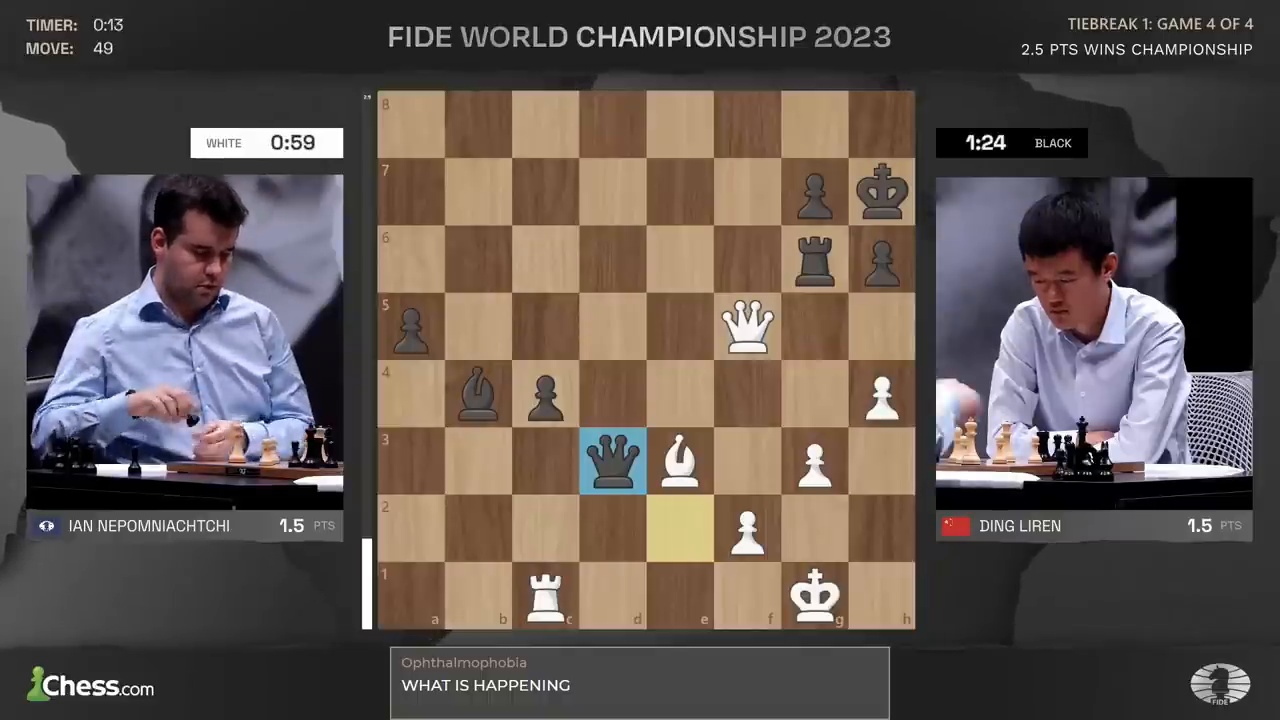 TIMER: 0:13
MOVE: 49
FIDE WORLD CHAMPIONSHIP 2023
TIEBREAK 1: GAME 4 OF 4
2.5 PTS WINS CHAMPIONSHIP
WHITE 0:59
1:24 BLACK
8
7
6
5
4
3
2
1
a b c d e f g h
IAN NEPOMNIACHTCHI 1.5 PTS
DING LIREN 1.5 PTS
Chess.com
Ophthalmophobia
WHAT IS HAPPENING
FIDE